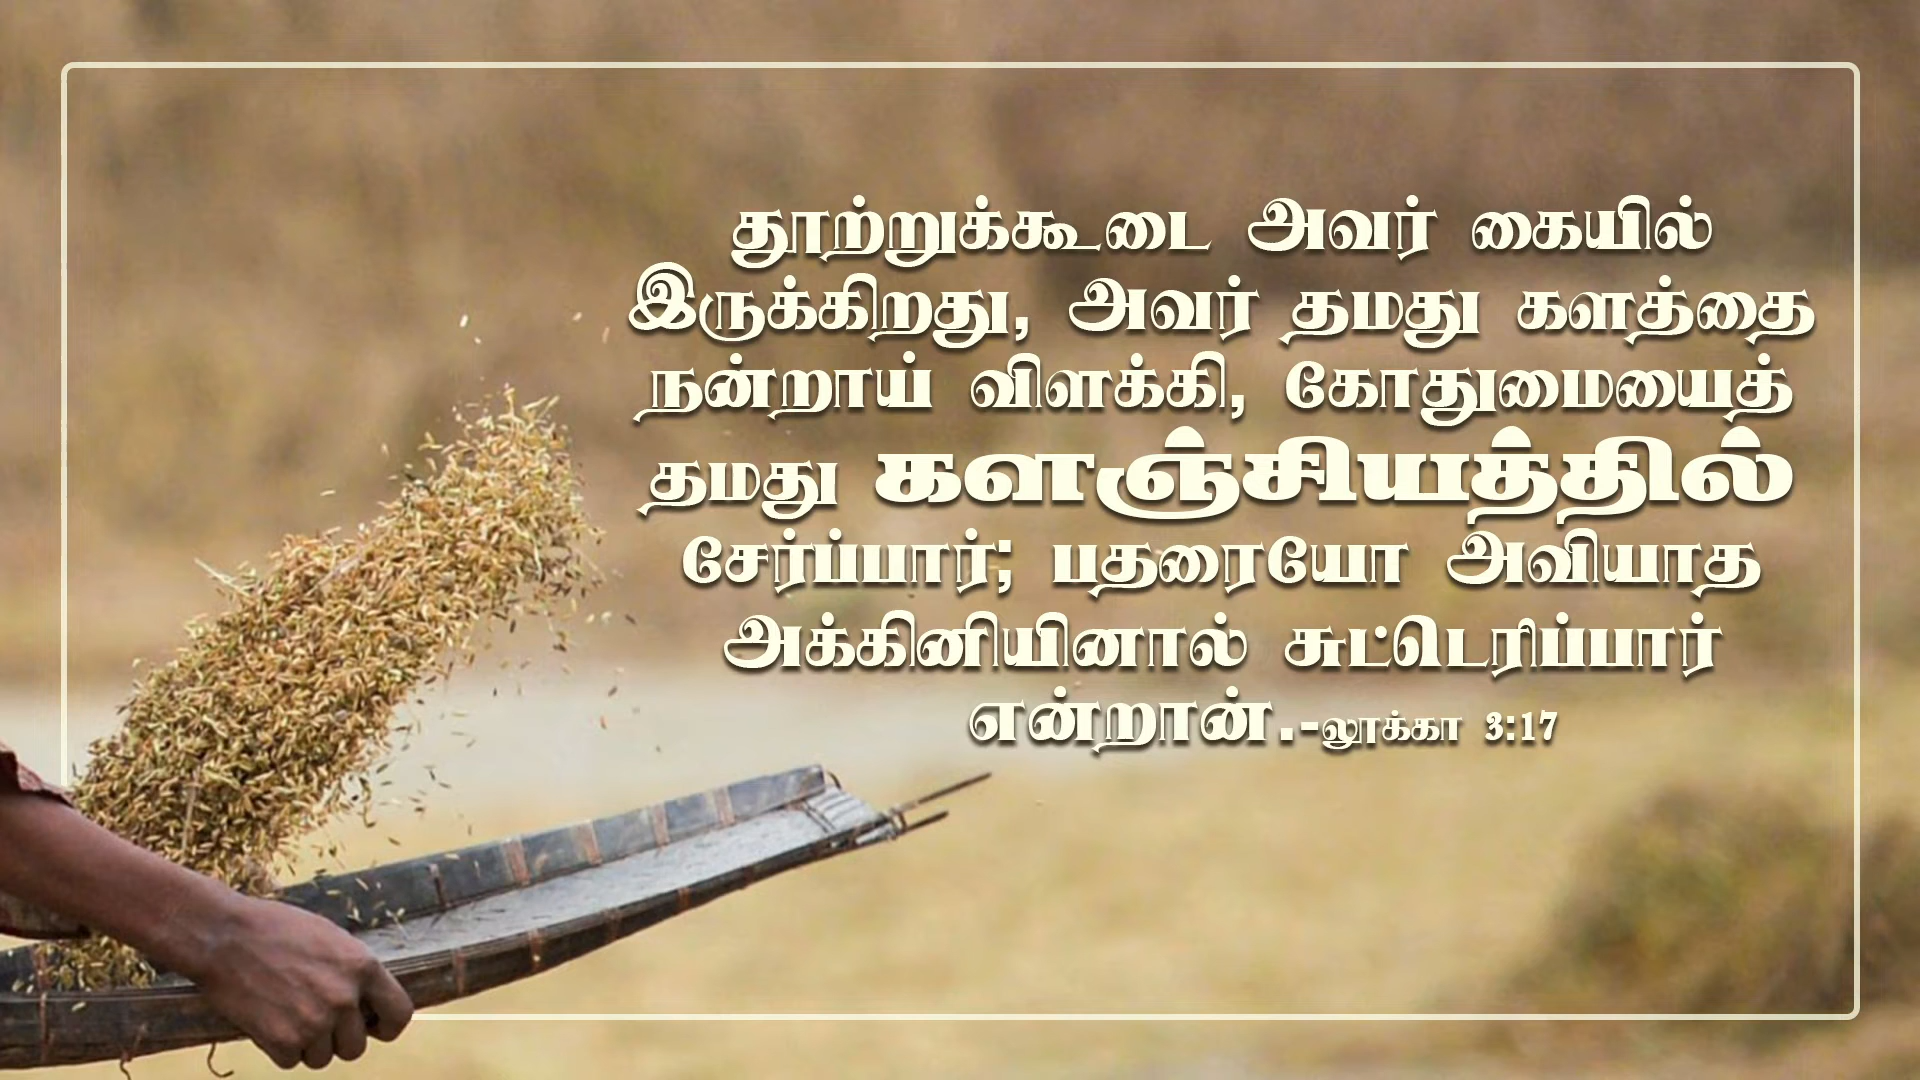 தூற்றுக்கூடை அவர் கையில்
இருக்கிறது, அவர் தமது களத்தை
நன்றாய் விளக்கி, கோதுமையைத்
தமது களஞ்சியத்தில்
சேர்ப்பார்; பதரையோ அவியாத
அக்கினியினால் சுட்டெரிப்பார்
என்றான்.-லூக்கா 3:17